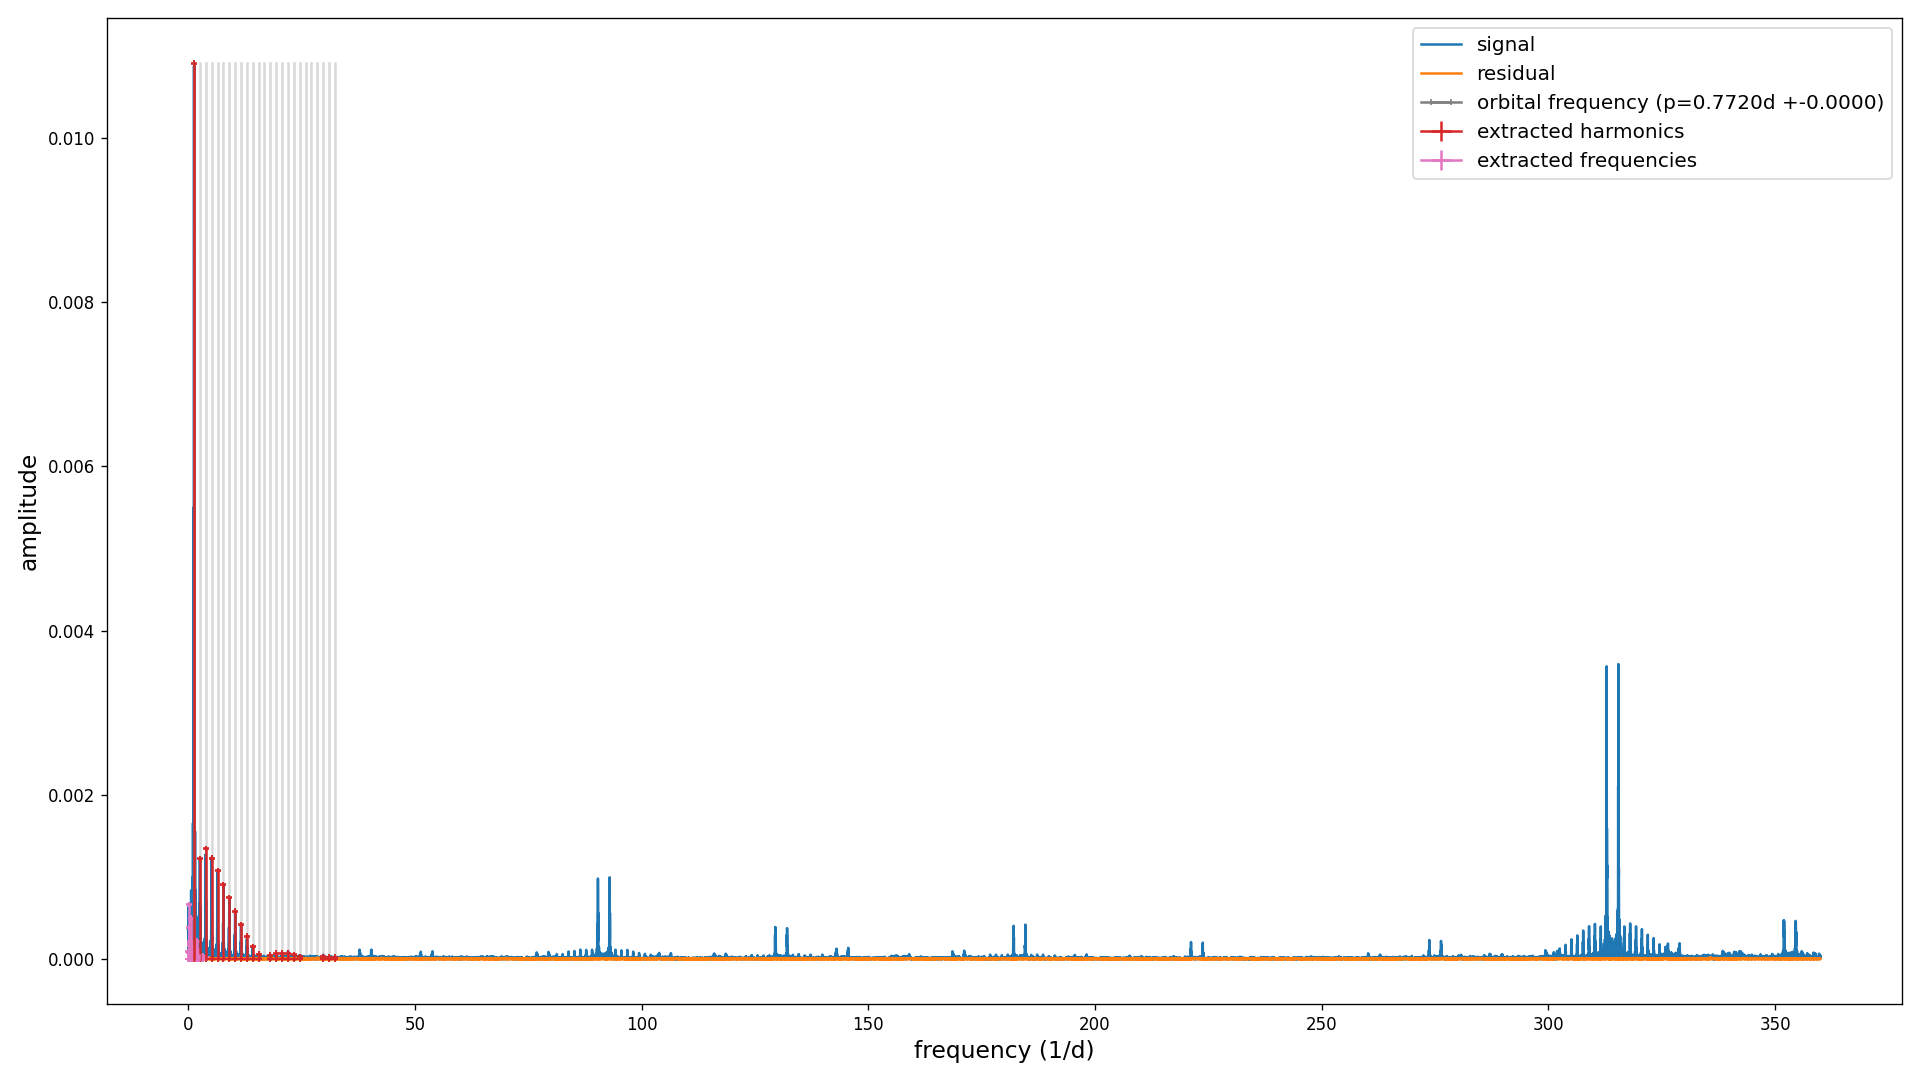 signal
residual
orbital frequency (p=0.7720d +-0.0000)
extracted harmonics
extracted frequencies
0.010
0.008
0.006
0.004
0.002
0.000
amplitude
0 50 100 150 200 250 300 350
frequency (1/d)